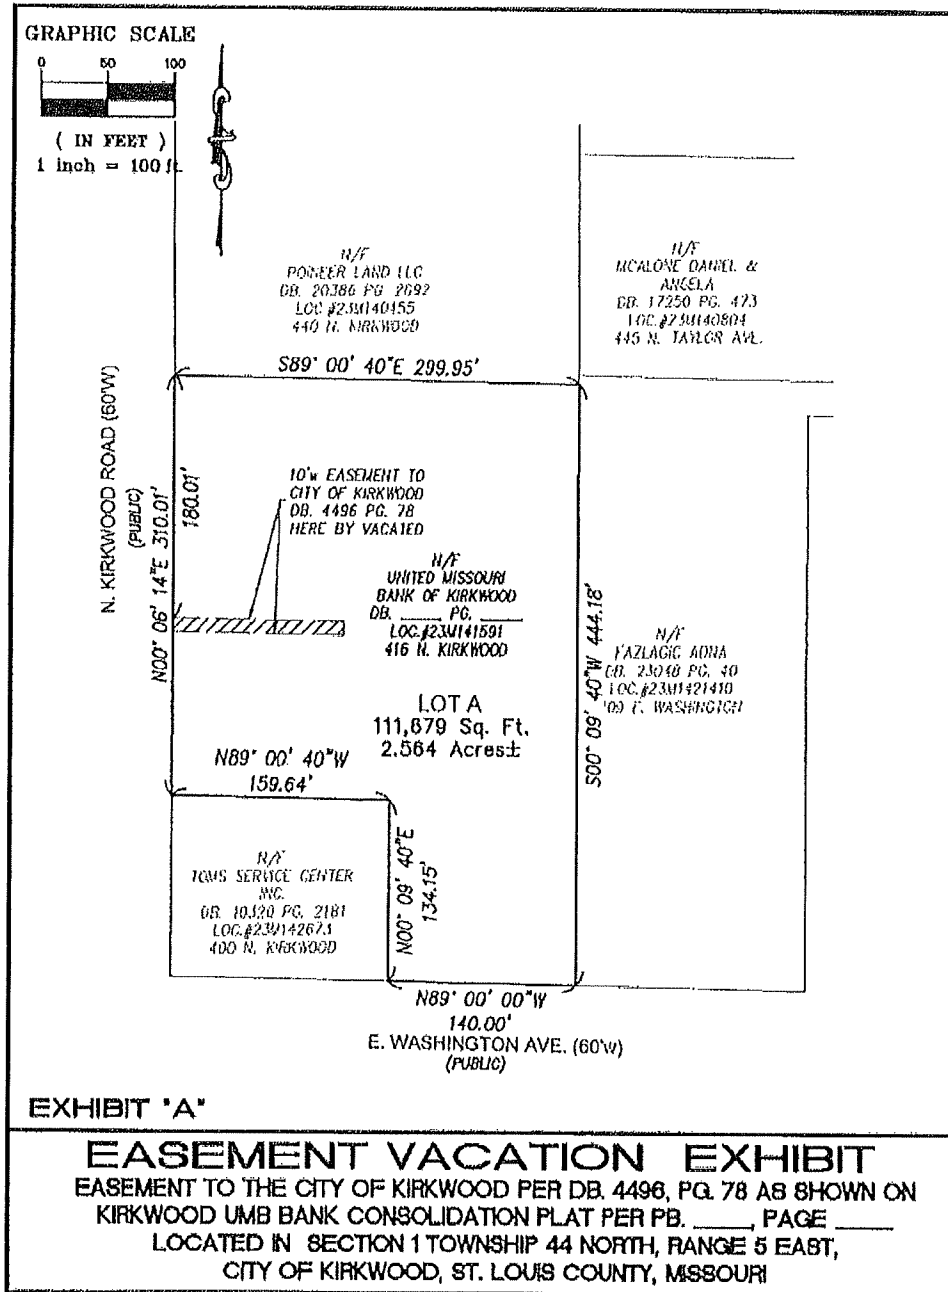 GRAPHIC SCALE
0 50 100
( IN FEET )
1 inch = 100 ft.
N/F
PONEER LAND LLC
DB. 20386 PG. 2692
LOC #23M140155
440 N. KIRKWOOD
N/F
MCALONE DANIEL &
ANGELA
DB. 17250 PG. 473
LOC.#23M140804
445 N. TAYLOR AVE.
S89° 00' 40"E 299.95'
N. KIRKWOOD ROAD (60'W)
(PUBLIC)
N00° 06' 14"E 310.01'
180.01'
10'w EASEMENT TO
CITY OF KIRKWOOD
DB. 4496 PG. 78
HERE BY VACATED
N/F
UNITED MISSOURI
BANK OF KIRKWOOD
DB. ____ PG. ____
LOC.#23M141591
416 N. KIRKWOOD
LOT A
111,679 Sq. Ft.
2.564 Acres±
S00° 09' 40"W 444.18'
N/F
FAZLAGIC ADNA
DB. 23048 PG. 40
LOC.#23M1421410
109 E. WASHINGTON
N89° 00' 40"W
159.64'
N/F
TOMS SERVICE CENTER
INC.
DB. 10320 PG. 2181
LOC.#23M142673
400 N. KIRKWOOD
N00° 09' 40"E
134.15'
N89° 00' 00"W
140.00'
E. WASHINGTON AVE. (60'w)
(PUBLIC)
EXHIBIT "A"
EASEMENT VACATION EXHIBIT
EASEMENT TO THE CITY OF KIRKWOOD PER DB. 4496, PG. 78 AS SHOWN ON
KIRKWOOD UMB BANK CONSOLIDATION PLAT PER PB. ____, PAGE ____
LOCATED IN SECTION 1 TOWNSHIP 44 NORTH, RANGE 5 EAST,
CITY OF KIRKWOOD, ST. LOUIS COUNTY, MISSOURI